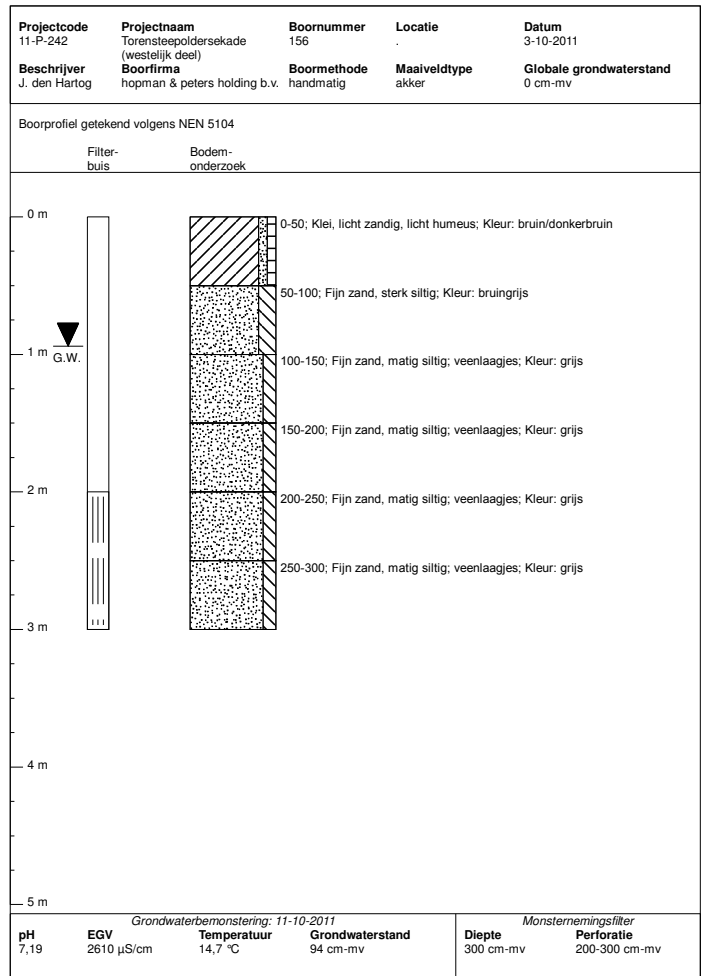 Projectcode Projectnaam Boornummer Locatie Datum
11-P-242 Torensteepoldersekade (westelijk deel) 156 . 3-10-2011
Beschrijver Boorfirma Boormethode Maaiveldtype Globale grondwaterstand
J. den Hartog hopman & peters holding b.v. handmatig akker 0 cm-mv
Boorprofiel getekend volgens NEN 5104
Filter- Bodem-
buis onderzoek
0 m
0-50; Klei, licht zandig, licht humeus; Kleur: bruin/donkerbruin
50-100; Fijn zand, sterk siltig; Kleur: bruingrijs
1 m G.W.
100-150; Fijn zand, matig siltig; veenlaagjes; Kleur: grijs
150-200; Fijn zand, matig siltig; veenlaagjes; Kleur: grijs
2 m
200-250; Fijn zand, matig siltig; veenlaagjes; Kleur: grijs
250-300; Fijn zand, matig siltig; veenlaagjes; Kleur: grijs
3 m
4 m
5 m
Grondwaterbemonstering: 11-10-2011 Monsternemingsfilter
pH EGV Temperatuur Grondwaterstand Diepte Perforatie
7,19 2610 µS/cm 14,7 °C 94 cm-mv 300 cm-mv 200-300 cm-mv